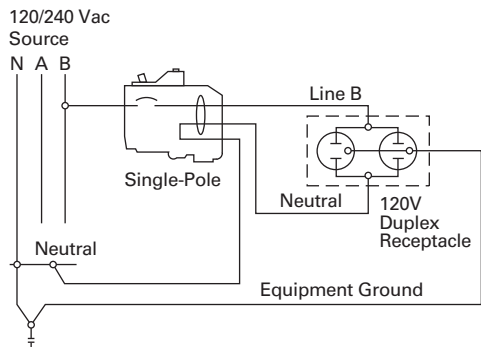 120/240 Vac
Source
N A B
Line B
Single-Pole
Neutral
120V
Duplex
Receptacle
Neutral
Equipment Ground